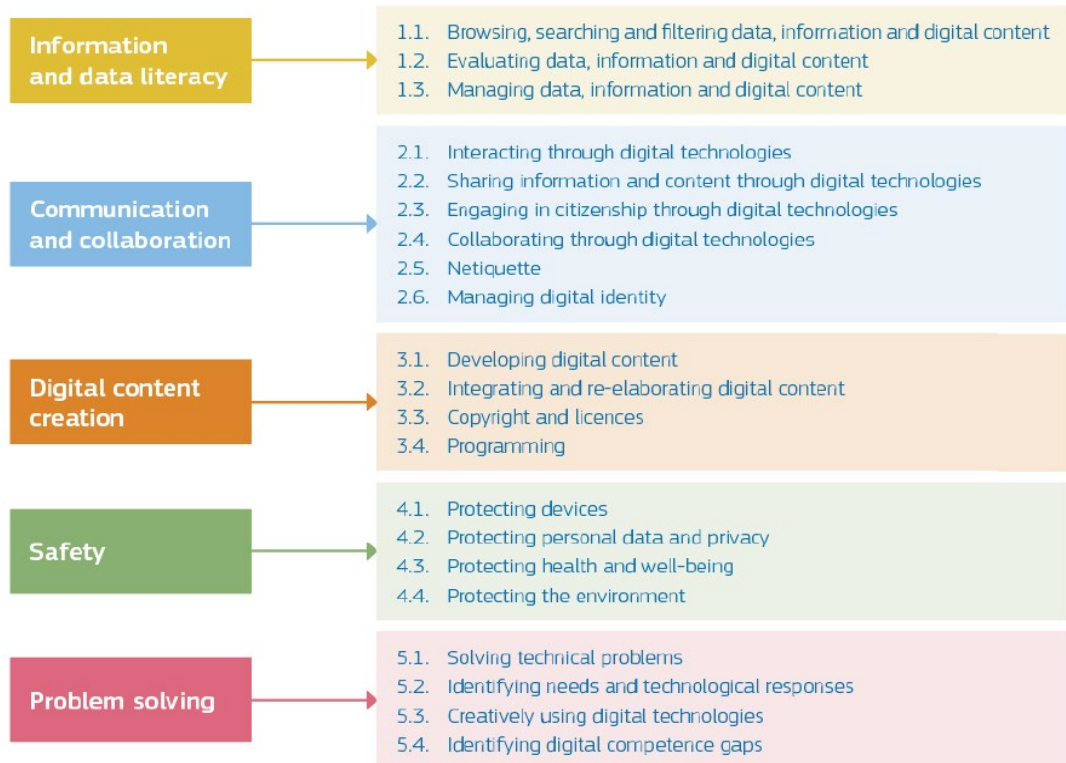 Information
and data literacy
1.1. Browsing, searching and filtering data, information and digital content
1.2. Evaluating data, information and digital content
1.3. Managing data, information and digital content
Communication
and collaboration
2.1. Interacting through digital technologies
2.2. Sharing information and content through digital technologies
2.3. Engaging in citizenship through digital technologies
2.4. Collaborating through digital technologies
2.5. Netiquette
2.6. Managing digital identity
Digital content
creation
3.1. Developing digital content
3.2. Integrating and re-elaborating digital content
3.3. Copyright and licences
3.4. Programming
Safety
4.1. Protecting devices
4.2. Protecting personal data and privacy
4.3. Protecting health and well-being
4.4. Protecting the environment
Problem solving
5.1. Solving technical problems
5.2. Identifying needs and technological responses
5.3. Creatively using digital technologies
5.4. Identifying digital competence gaps